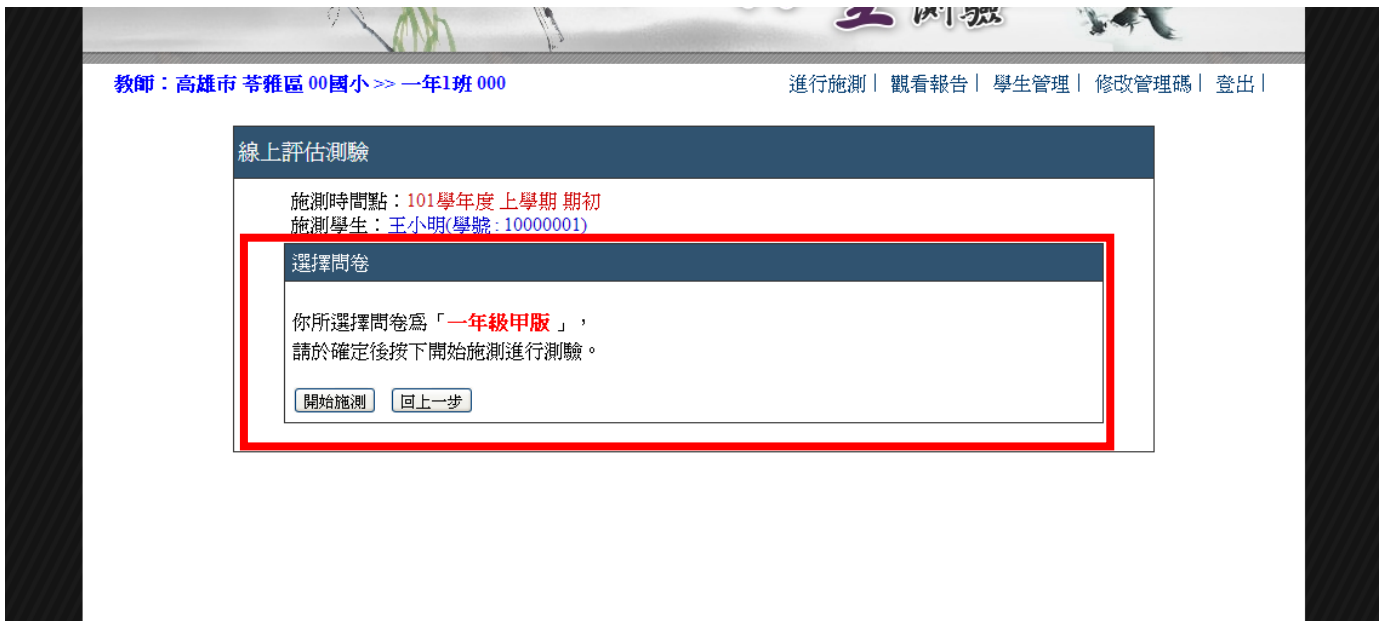 測驗
教師：高雄市 苓雅區 00國小 >> 一年1班 000
進行施測｜ 觀看報告｜ 學生管理｜ 修改管理碼｜ 登出｜
線上評估測驗
施測時間點：101學年度 上學期 期初
施測學生：王小明(學號 : 10000001)
選擇問卷
你所選擇問卷為「一年級甲版 」，
請於確定後按下開始施測進行測驗。
開始施測 回上一步